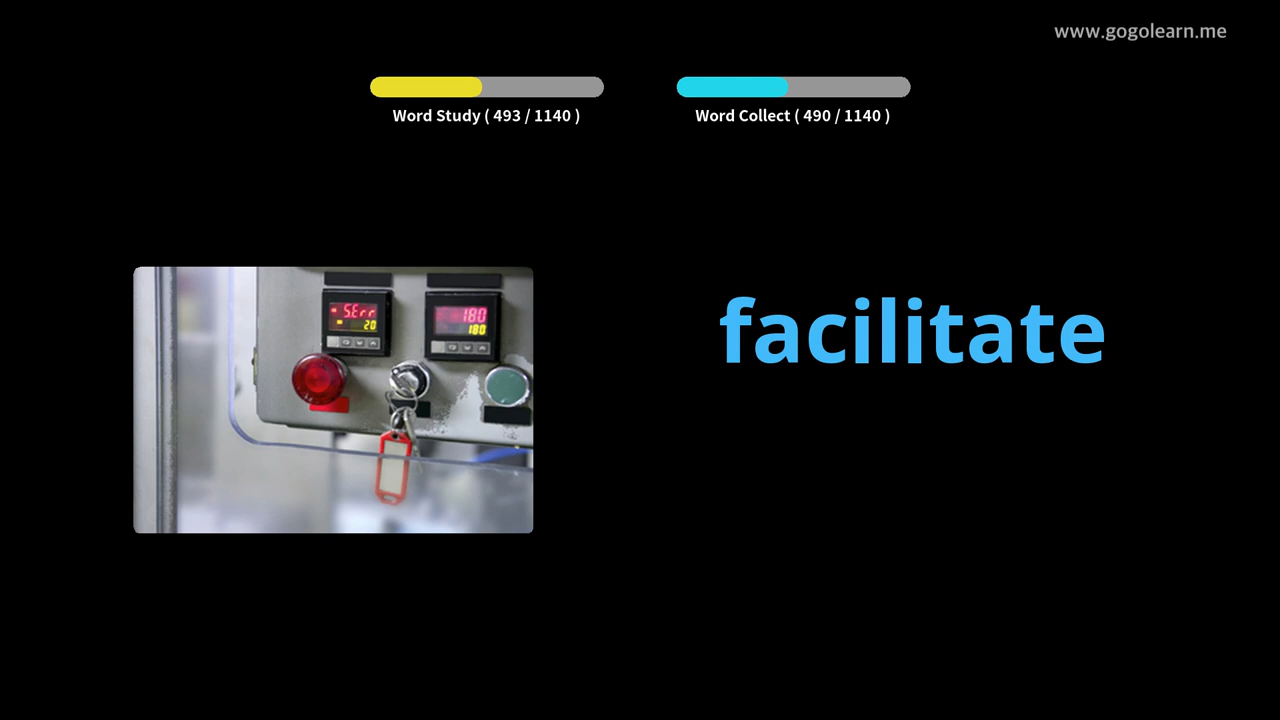 www.gogolearn.me
Word Study ( 493 / 1140 )
Word Collect ( 490 / 1140 )
facilitate
SErr
20
180
180